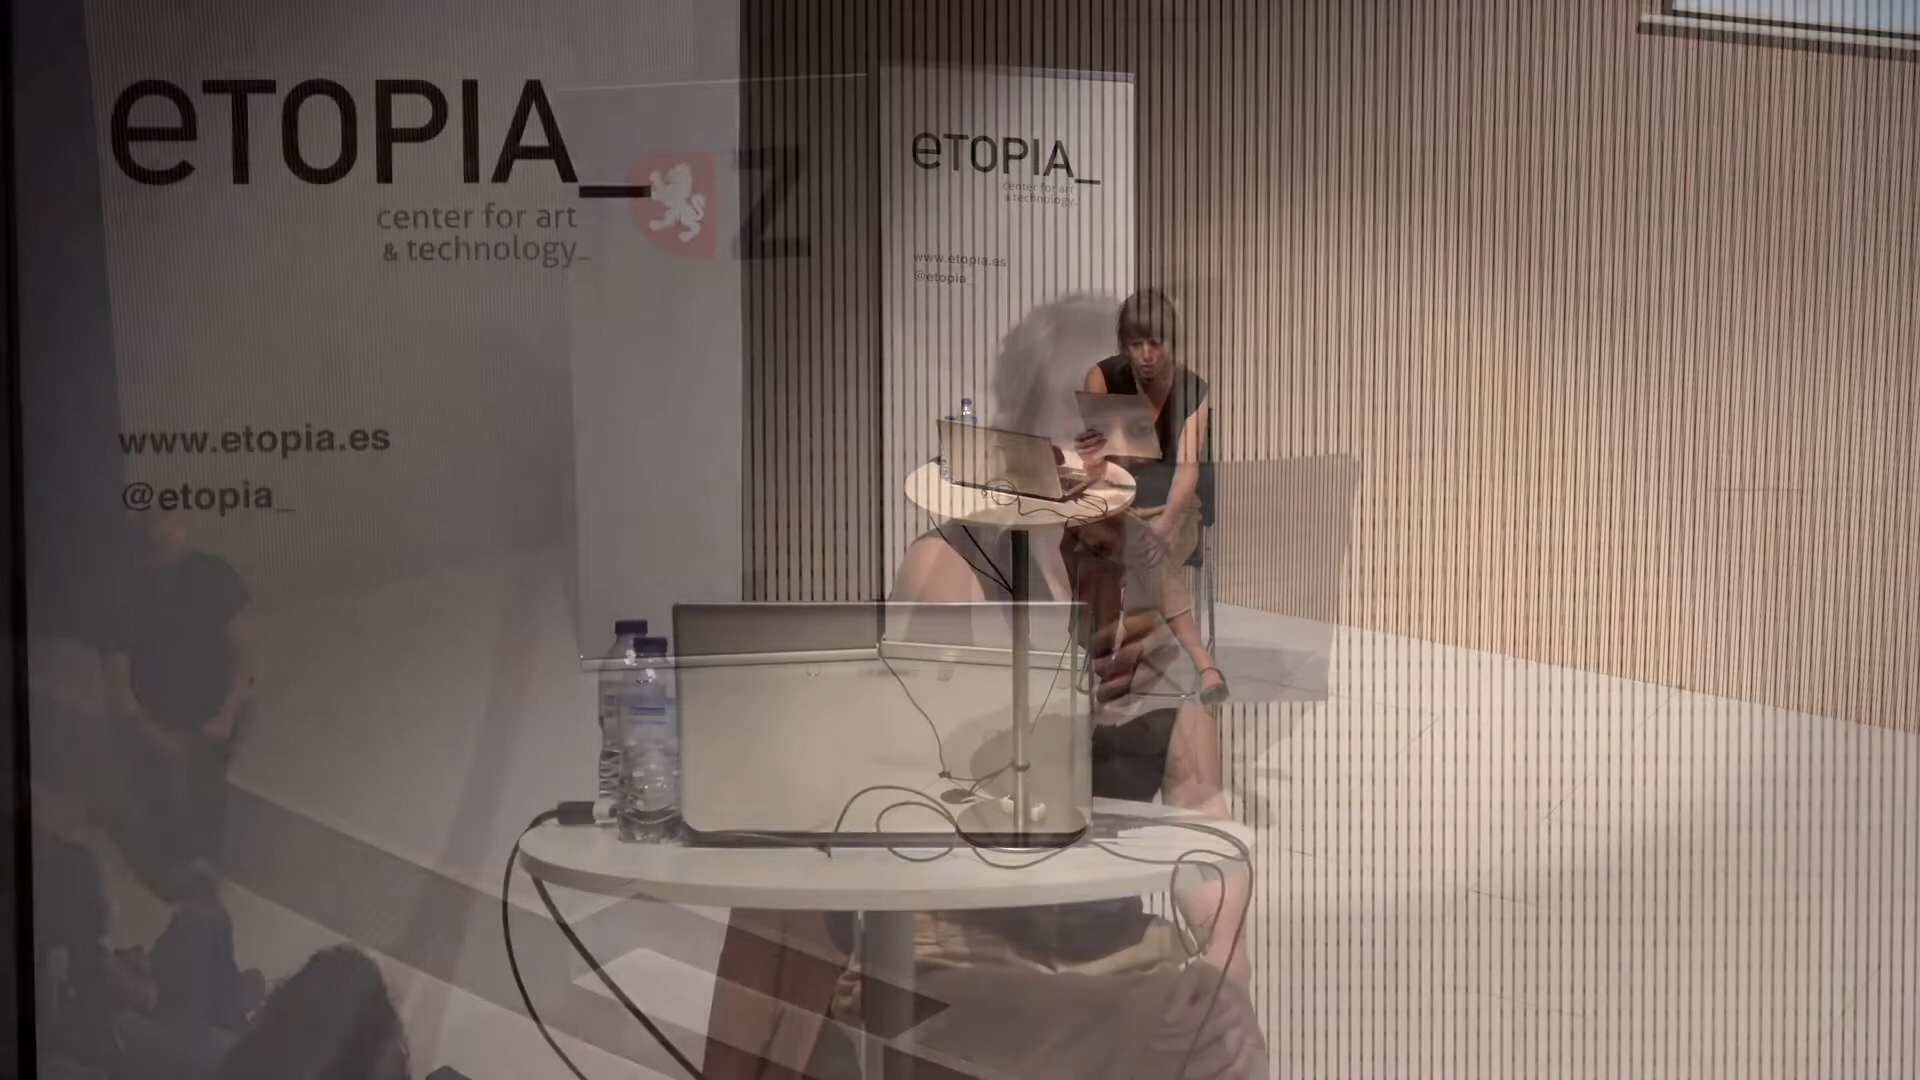 eTOPIA_
center for art
& technology_
www.etopia.es
@etopia_
Z
eTOPIA_
center for art
& technology_
www.etopia.es
@etopia_